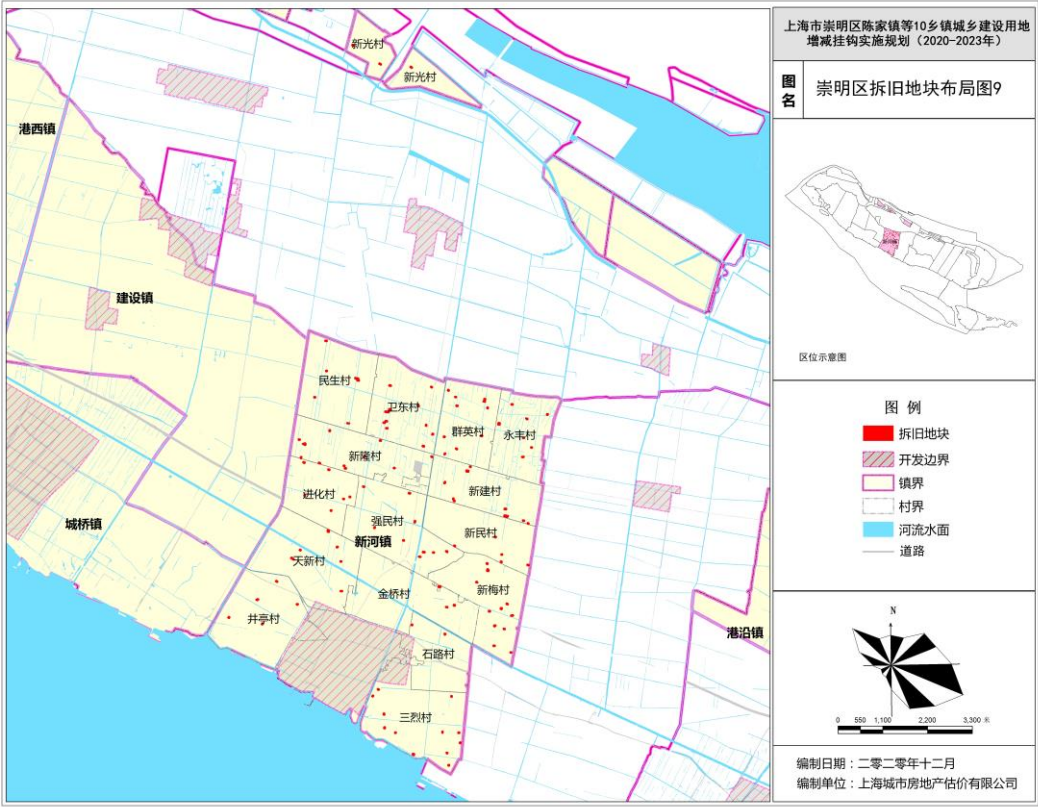 上海市崇明区陈家镇等10乡镇城乡建设用地
增减挂钩实施规划（2020-2023年）
图名
崇明区拆旧地块布局图9
新光村
新光村
港西镇
建设镇
民生村
卫东村
群英村
永韦村
新隆村
进化村
新建村
强民村
新民村
城桥镇
新河镇
天新村
金桥村
新梅村
井亭村
港沿镇
石路村
三烈村
区位示意图
图 例
拆旧地块
开发边界
镇界
村界
河流水面
道路
N
0 550 1,100 2,200 3,300 米
编制日期：二零二零年十二月
编制单位：上海城市房地产估价有限公司